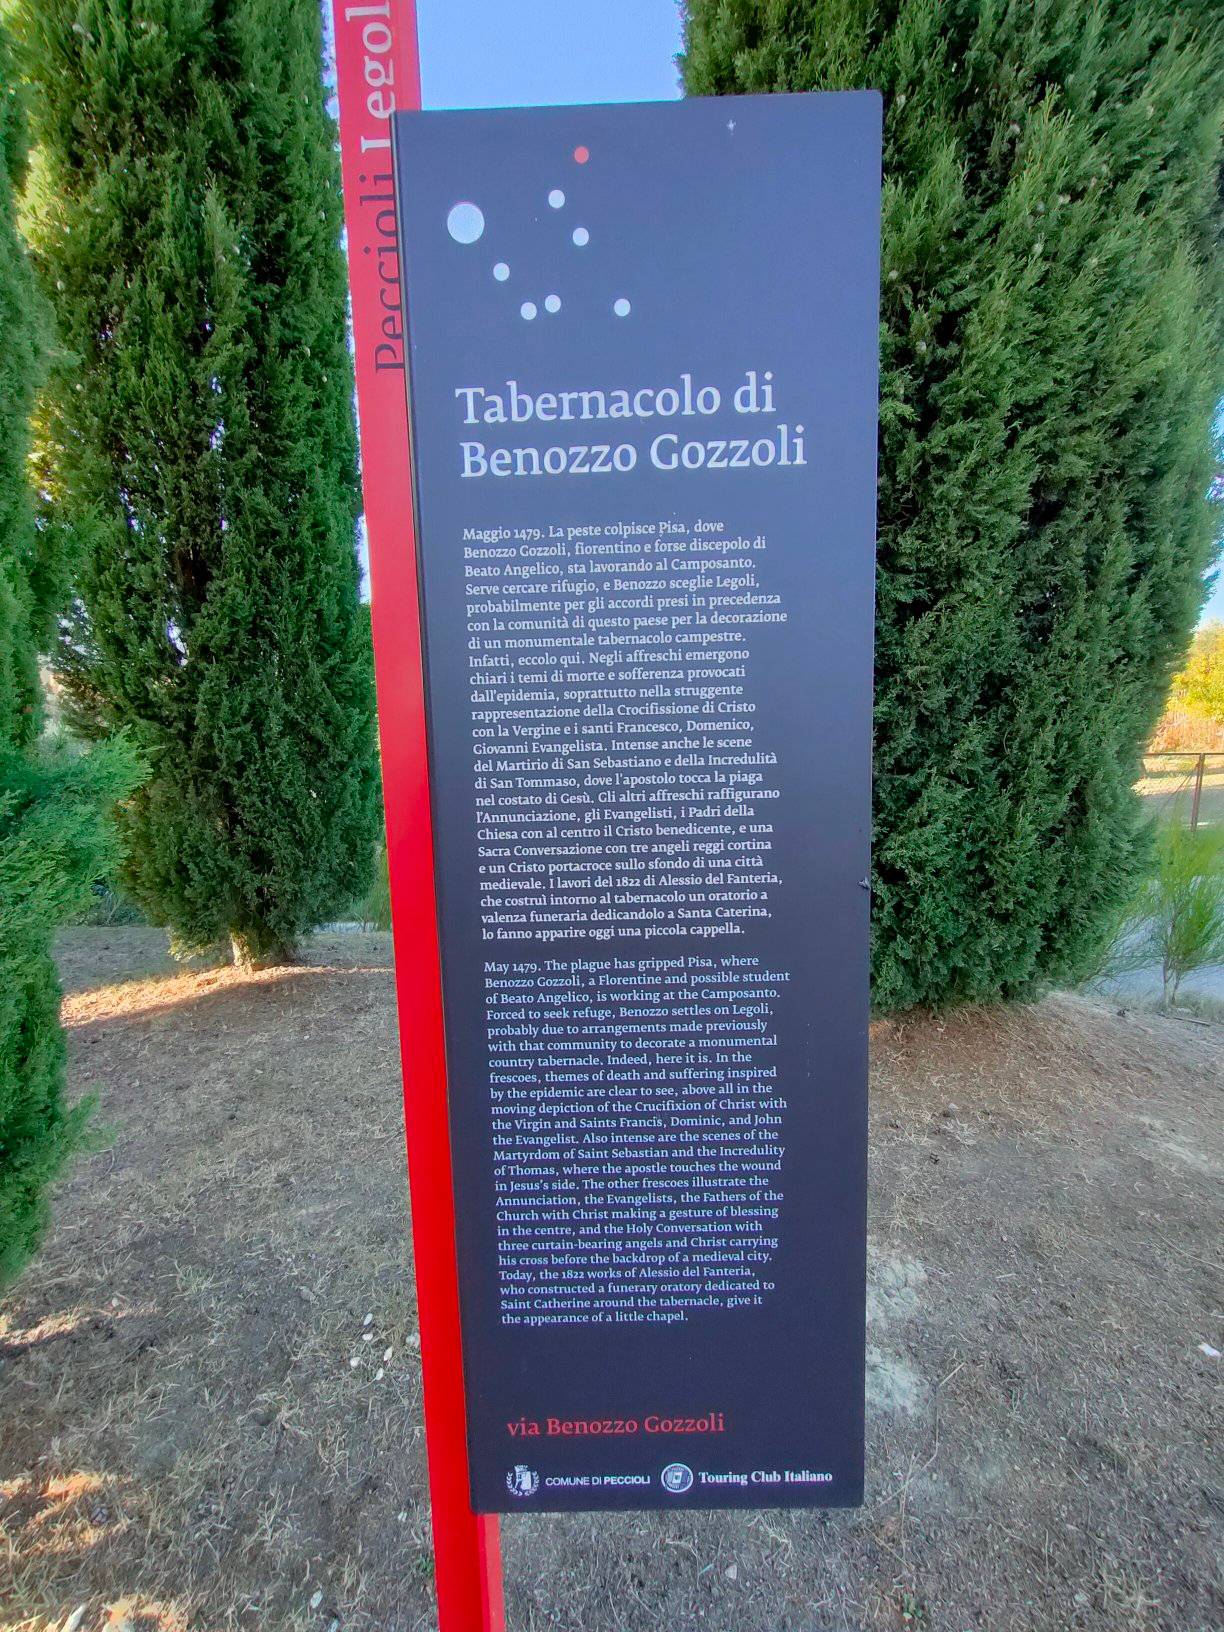 Peccioli Legol
Tabernacolo di
Benozzo Gozzoli
Maggio 1479. La peste colpisce Pisa, dove
Benozzo Gozzoli, fiorentino e forse discepolo di
Beato Angelico, sta lavorando al Camposanto.
Serve cercare rifugio, e Benozzo sceglie Legoli,
probabilmente per gli accordi presi in precedenza
con la comunità di questo paese per la decorazione
di un monumentale tabernacolo campestre.
Infatti, eccolo qui. Negli affreschi emergono
chiari i temi di morte e sofferenza provocati
dall'epidemia, soprattutto nella struggente
rappresentazione della Crocifissione di Cristo
con la Vergine e i santi Francesco, Domenico,
Giovanni Evangelista. Intense anche le scene
del Martirio di San Sebastiano e della Incredulità
di San Tommaso, dove l'apostolo tocca la piaga
nel costato di Gesù. Gli altri affreschi raffigurano
l'Annunciazione, gli Evangelisti, i Padri della
Chiesa con al centro il Cristo benedicente, e una
Sacra Conversazione con tre angeli reggi cortina
e un Cristo portacroce sullo sfondo di una città
medievale. I lavori del 1822 di Alessio del Fanteria,
che costruì intorno al tabernacolo un oratorio a
valenza funeraria dedicandolo a Santa Caterina,
lo fanno apparire oggi una piccola cappella.
May 1479. The plague has gripped Pisa, where
Benozzo Gozzoli, a Florentine and possible student
of Beato Angelico, is working at the Camposanto.
Forced to seek refuge, Benozzo settles on Legoli,
probably due to arrangements made previously
with that community to decorate a monumental
country tabernacle. Indeed, here it is. In the
frescoes, themes of death and suffering inspired
by the epidemic are clear to see, above all in the
moving depiction of the Crucifixion of Christ with
the Virgin and Saints Francis, Dominic, and John
the Evangelist. Also intense are the scenes of the
Martyrdom of Saint Sebastian and the Incredulity
of Thomas, where the apostle touches the wound
in Jesus's side. The other frescoes illustrate the
Annunciation, the Evangelists, the Fathers of the
Church with Christ making a gesture of blessing
in the centre, and the Holy Conversation with
three curtain-bearing angels and Christ carrying
his cross before the backdrop of a medieval city.
Today, the 1822 works of Alessio del Fanteria,
who constructed a funerary oratory dedicated to
Saint Catherine around the tabernacle, give it
the appearance of a little chapel.
via Benozzo Gozzoli
COMUNE DI PECCIOLI
Touring Club Italiano